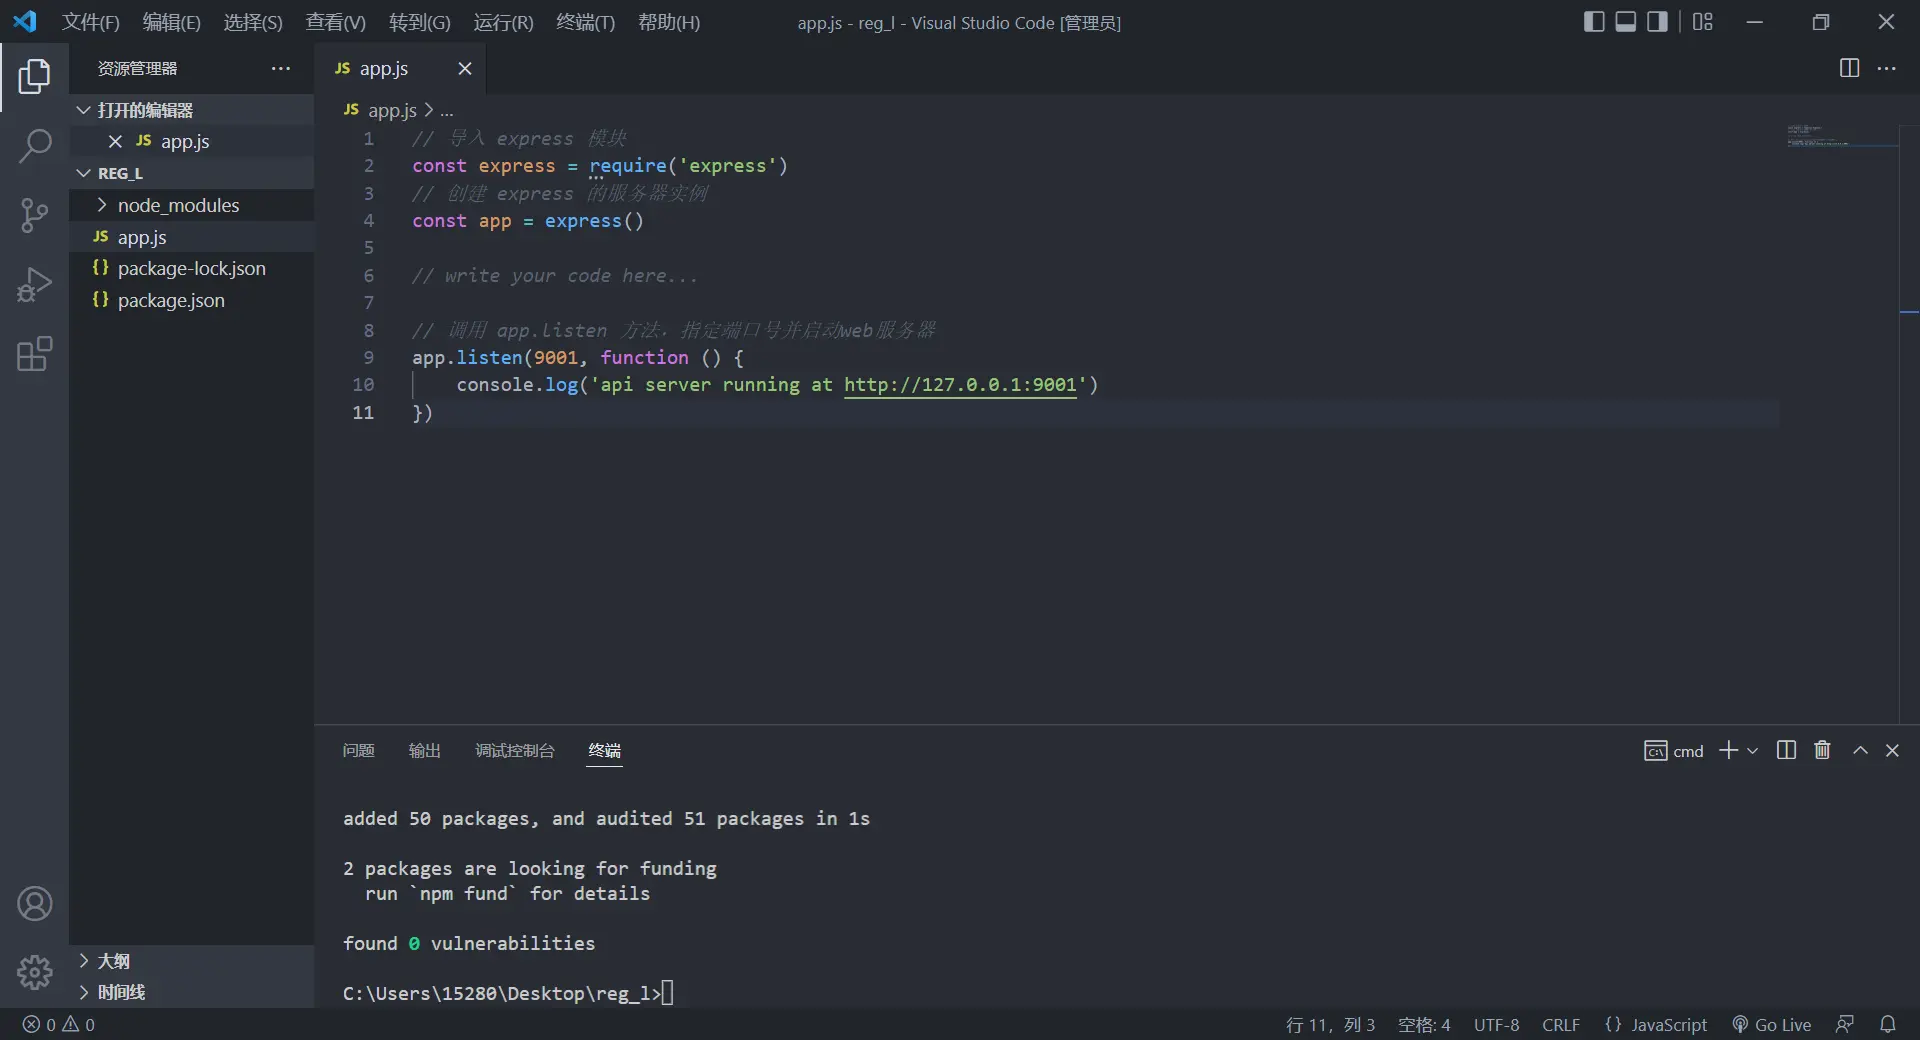 文件(F) 编辑(E) 选择(S) 查看(V) 转到(G) 运行(R) 终端(T) 帮助(H) app.js - reg_l - Visual Studio Code [管理员]
资源管理器 ···
打开的编辑器
JS app.js
REG_L
node_modules
JS app.js
{} package-lock.json
{} package.json
大纲
时间线
JS app.js
JS app.js > ...
1 // 导入 express 模块
2 const express = require('express')
3 // 创建 express 的服务器实例
4 const app = express()
5
6 // write your code here...
7
8 // 调用 app.listen 方法，指定端口号并启动web服务器
9 app.listen(9001, function () {
10 console.log('api server running at http://127.0.0.1:9001')
11 })
问题 输出 调试控制台 终端 cmd
added 50 packages, and audited 51 packages in 1s
2 packages are looking for funding
run `npm fund` for details
found 0 vulnerabilities
C:\Users\15280\Desktop\reg_l>
0 0 行 11，列 3 空格: 4 UTF-8 CRLF {} JavaScript Go Live